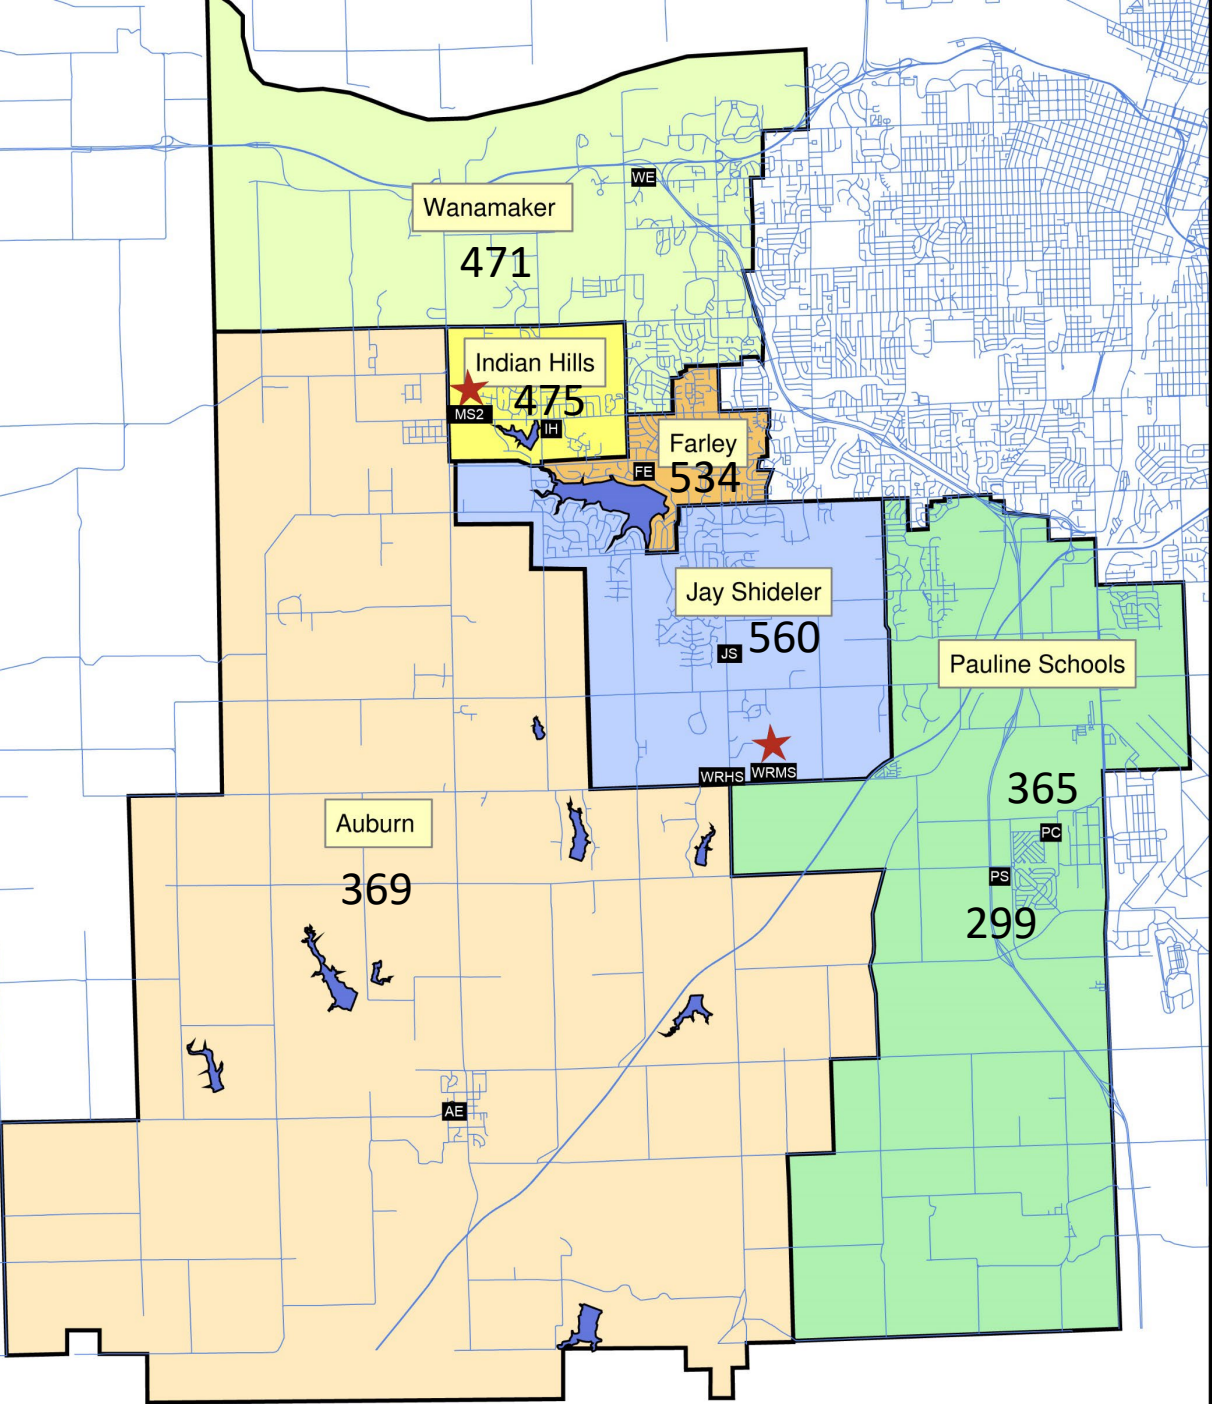 WE
Wanamaker
471
Indian Hills
475
MS2
IH
Farley
FE
534
Jay Shideler
JS
560
Pauline Schools
WRHS
WRMS
365
PC
Auburn
369
PS
299
AE